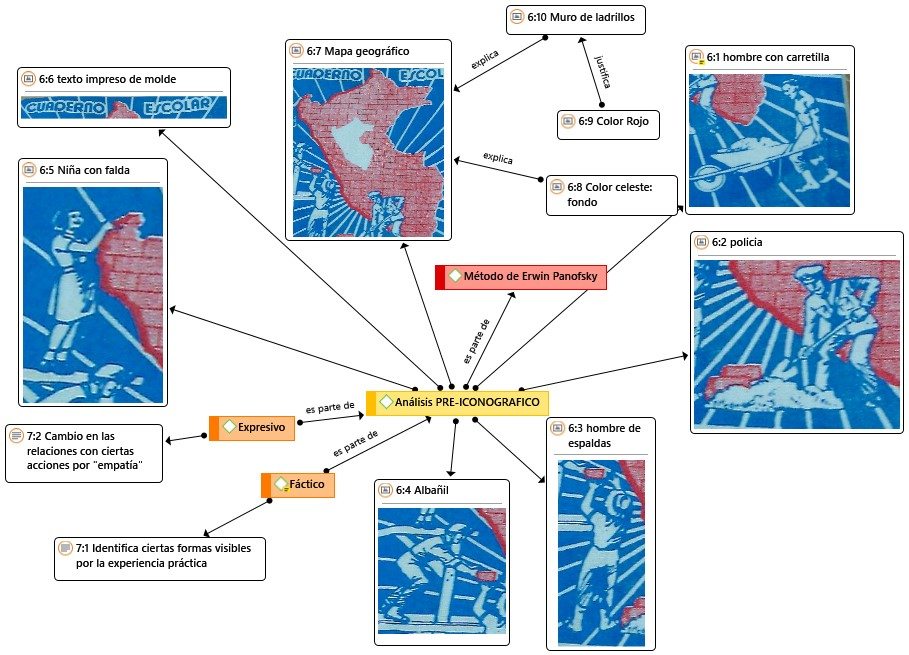 6:10 Muro de ladrillos
6:7 Mapa geográfico
CUADERNO ESCOL
explica
justifica
6:1 hombre con carretilla
6:6 texto impreso de molde
CUADERNO ESCOLAR
6:9 Color Rojo
6:5 Niña con falda
explica
6:8 Color celeste:
fondo
6:2 policia
Método de Erwin Panofsky
es parte de
Análisis PRE-ICONOGRAFICO
es parte de
Expresivo
7:2 Cambio en las
relaciones con ciertas
acciones por "empatía"
es parte de
Fáctico
6:3 hombre de
espaldas
6:4 Albañil
7:1 Identifica ciertas formas visibles
por la experiencia práctica